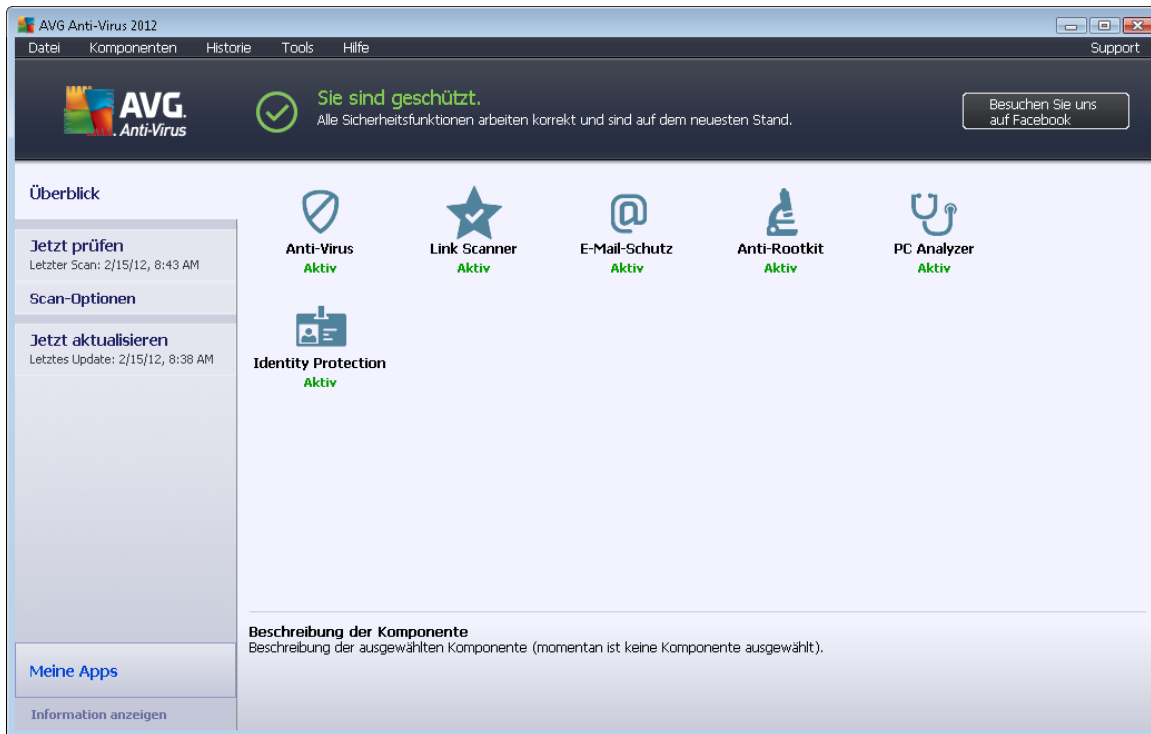 AVG Anti-Virus 2012
Datei Komponenten Historie Tools Hilfe Support
AVG.
Anti-Virus
Sie sind geschützt.
Alle Sicherheitsfunktionen arbeiten korrekt und sind auf dem neuesten Stand.
Besuchen Sie uns
auf Facebook
Überblick
Jetzt prüfen
Letzter Scan: 2/15/12, 8:43 AM
Scan-Optionen
Jetzt aktualisieren
Letztes Update: 2/15/12, 8:38 AM
Anti-Virus
Aktiv
Link Scanner
Aktiv
E-Mail-Schutz
Aktiv
Anti-Rootkit
Aktiv
PC Analyzer
Aktiv
Identity Protection
Aktiv
Beschreibung der Komponente
Beschreibung der ausgewählten Komponente (momentan ist keine Komponente ausgewählt).
Meine Apps
Information anzeigen